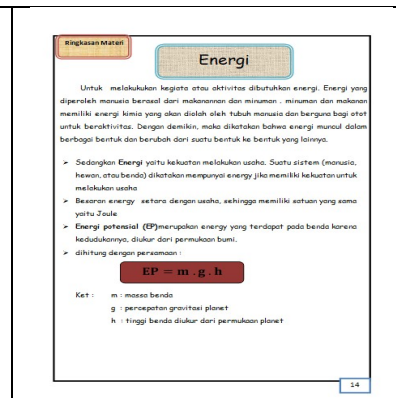 Ringkasan Materi
Energi
Untuk melakukukan kegiata atau aktivitas dibutuhkan energi. Energi yang
diperoleh manusia berasal dari makanannan dan minuman . minuman dan makanan
memiliki energi kimia yang akan diolah oleh tubuh manusia dan berguna bagi otot
untuk beraktivitas. Dengan demikin, maka dikatakan bahwa energi muncul dalam
berbagai bentuk dan berubah dari suatu bentuk ke bentuk yang lainnya.
➢ Sedangkan Energi yaitu kekuatan melakukan usaha. Suatu sistem (manusia,
hewan, atau benda) dikatakan mempunyai energy jika memiliki kekuatan untuk
melakukan usaha
➢ Besaran energy setara dengan usaha, sehingga memiliki satuan yang sama
yaitu Joule
➢ Energi potensial (EP)merupakan energy yang terdapat pada benda karena
kedudukannya, diukur dari permukaan bumi.
➢ dihitung dengan persamaan :
EP = m . g . h
Ket : m : massa benda
g : percepatan gravitasi planet
h : tinggi benda diukur dari permukaan planet
14